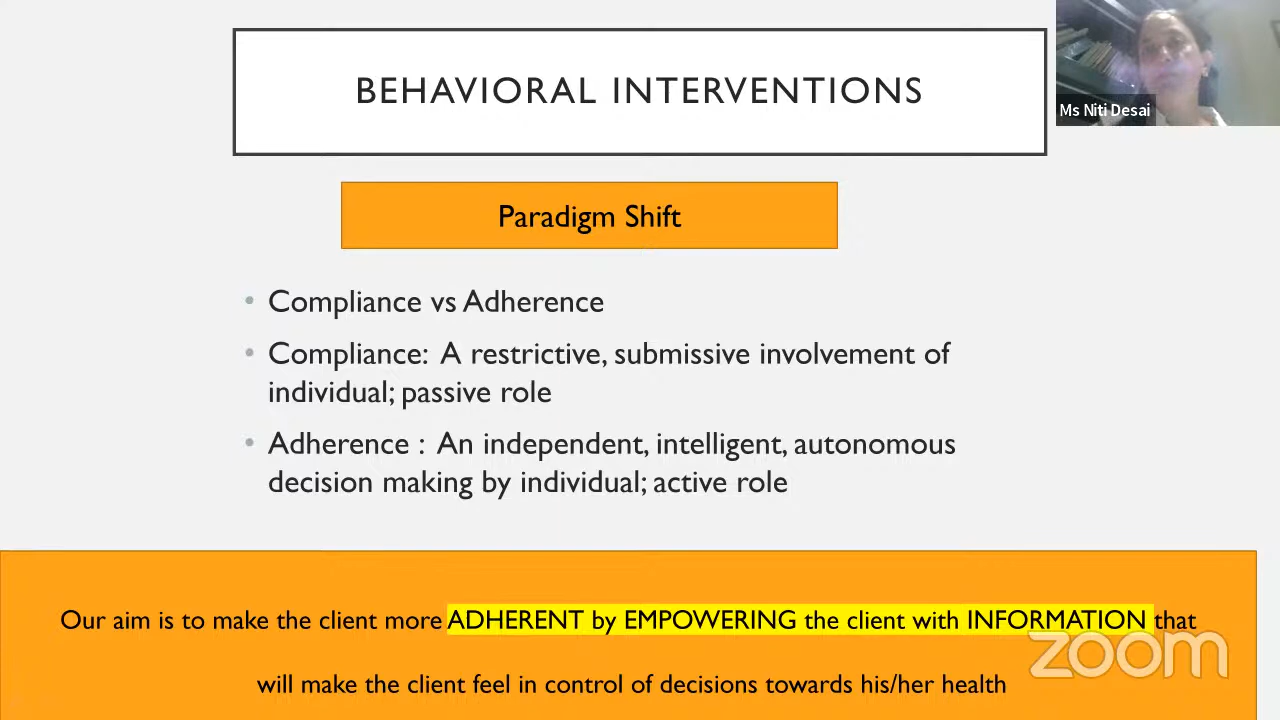 BEHAVIORAL INTERVENTIONS
Ms Niti Desai
Paradigm Shift
• Compliance vs Adherence
• Compliance: A restrictive, submissive involvement of
individual; passive role
• Adherence : An independent, intelligent, autonomous
decision making by individual; active role
Our aim is to make the client more ADHERENT by EMPOWERING the client with INFORMATION that
will make the client feel in control of decisions towards his/her health
zoom